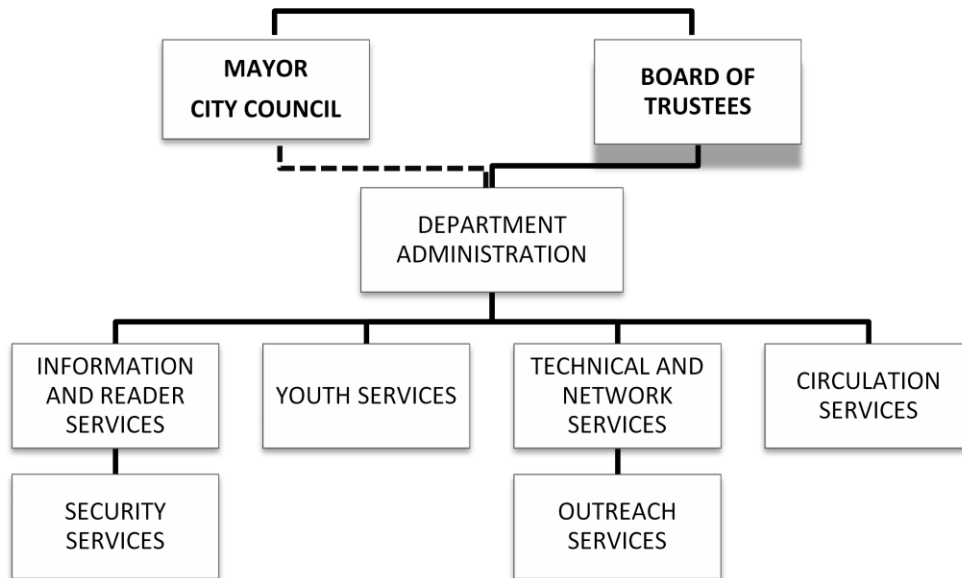 MAYOR
CITY COUNCIL
BOARD OF
TRUSTEES
DEPARTMENT
ADMINISTRATION
INFORMATION
AND READER
SERVICES
YOUTH SERVICES
TECHNICAL AND
NETWORK
SERVICES
CIRCULATION
SERVICES
SECURITY
SERVICES
OUTREACH
SERVICES